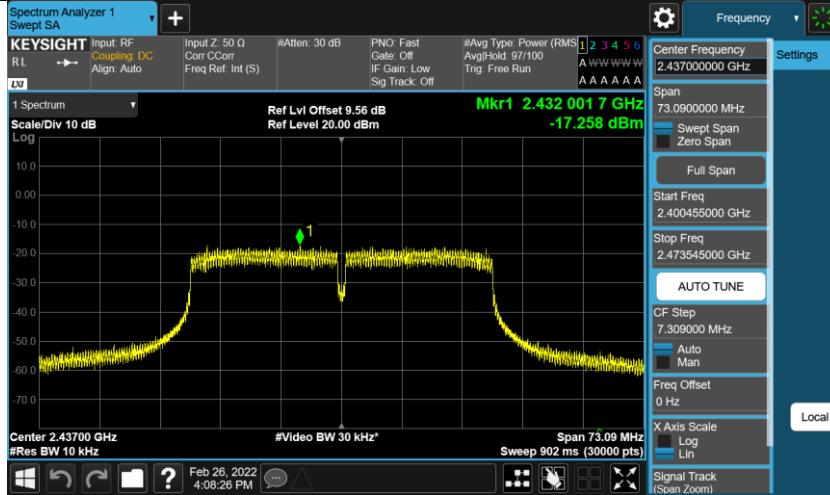 Spectrum Analyzer 1
Swept SA
+
Frequency
KEYSIGHT
R L
LXI
Input: RF
Coupling: DC
Align: Auto
Input Z: 50 Ω
Corr CCorr
Freq Ref: Int (S)
#Atten: 30 dB
PNO: Fast
Gate: Off
IF Gain: Low
Sig Track: Off
#Avg Type: Power (RMS
Avg|Hold: 97/100
Trig: Free Run
1 2 3 4 5 6
A W W W W W
A A A A A A
1 Spectrum
Scale/Div 10 dB
Log
Ref Lvl Offset 9.56 dB
Ref Level 20.00 dBm
Mkr1 2.432 001 7 GHz
-17.258 dBm
10.0
0.00
-10.0
-20.0
-30.0
-40.0
-50.0
-60.0
-70.0
1
Center 2.43700 GHz
#Res BW 10 kHz
#Video BW 30 kHz*
Span 73.09 MHz
Sweep 902 ms (30000 pts)
?
Feb 26, 2022
4:08:26 PM
Center Frequency
2.437000000 GHz
Settings
Span
73.0900000 MHz
Swept Span
Zero Span
Full Span
Start Freq
2.400455000 GHz
Stop Freq
2.473545000 GHz
AUTO TUNE
CF Step
7.309000 MHz
Auto
Man
Freq Offset
0 Hz
Local
X Axis Scale
Log
Lin
Signal Track
(Span Zoom)